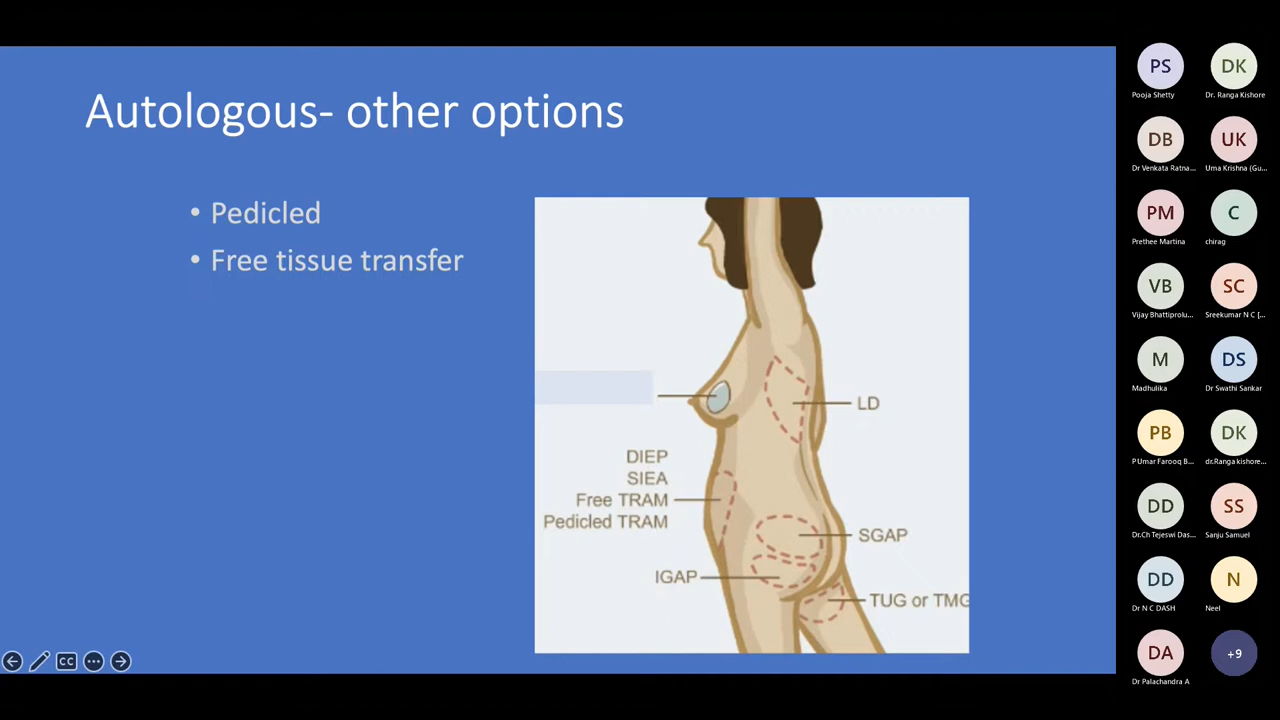 Autologous- other options
• Pedicled
• Free tissue transfer
LD
DIEP
SIEA
Free TRAM
Pedicled TRAM
SGAP
IGAP
TUG or TMG
CC
PS
Pooja Shetty
DK
Dr. Ranga Kishore
DB
Dr Venkata Ratna...
UK
Uma Krishna (Gu...
PM
Prethee Martina
C
chirag
VB
Vijay Bhattiprolu...
SC
Sreekumar N C [...
M
Madhulika
DS
Dr Swathi Sankar
PB
P Umar Farooq B...
DK
dr.Ranga kishore...
DD
Dr.Ch Tejeswi Das...
SS
Sanju Samuel
DD
Dr N C DASH
N
Neel
DA
Dr Palachandra A
+9